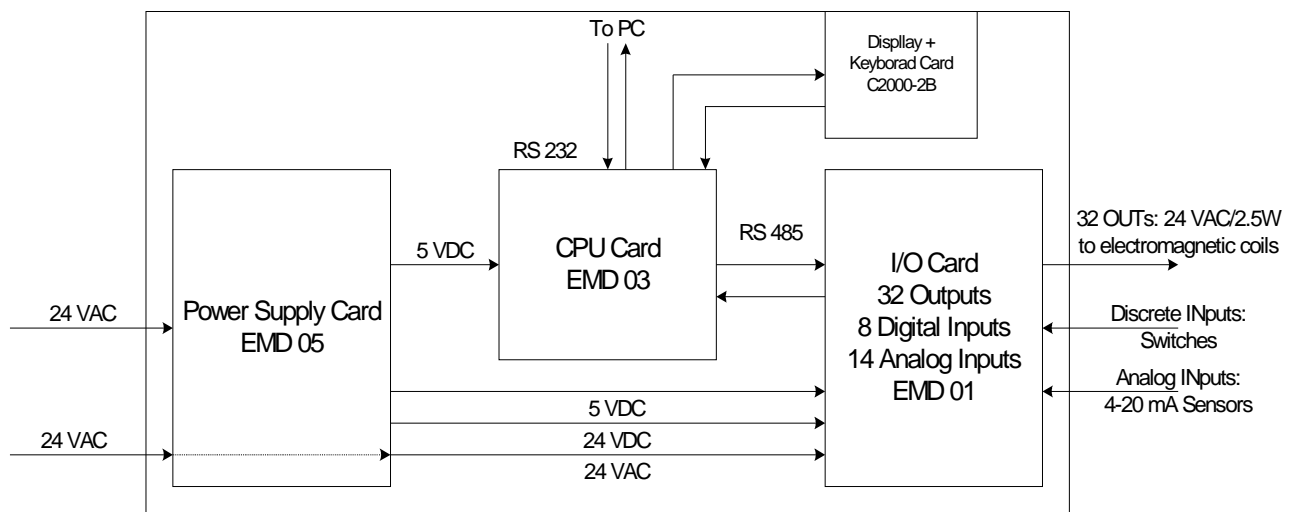 To PC
Displlay +
Keyborad Card
C2000-2B
RS 232
32 OUTs: 24 VAC/2.5W
to electromagnetic coils
5 VDC
CPU Card
EMD 03
RS 485
I/O Card
32 Outputs
8 Digital Inputs
14 Analog Inputs
EMD 01
24 VAC
Power Supply Card
EMD 05
Discrete INputs:
Switches
Analog INputs:
4-20 mA Sensors
5 VDC
24 VAC
24 VDC
24 VAC